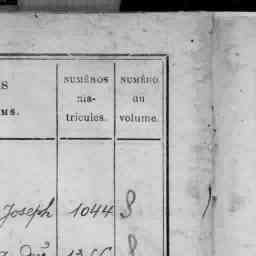 S NUMÉROS NUMÉRO
ma- du
MS. tricules. volume.
Joseph 1044 8